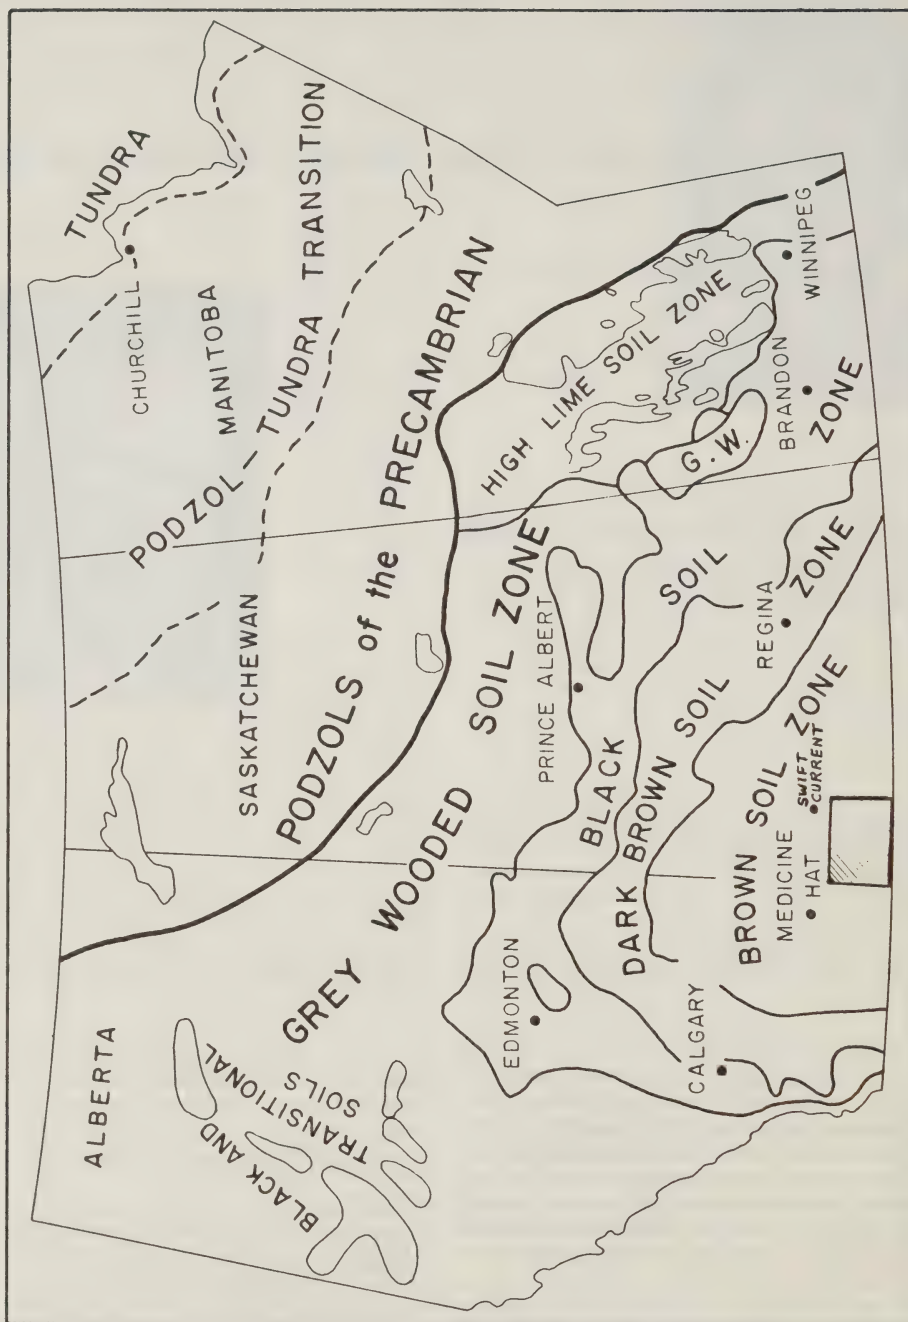 TUNDRA
CHURCHILL
MANITOBA
PODZOL TUNDRA TRANSITION
SASKATCHEWAN
ALBERTA
PODZOLS of the PRECAMBRIAN
GREY WOODED SOIL ZONE
BLACK AND
TRANSITIONAL
SOILS
HIGH LIME SOIL ZONE
G.W.
PRINCE ALBERT
EDMONTON
BLACK SOIL ZONE
DARK BROWN SOIL ZONE
BROWN SOIL ZONE
WINNIPEG
BRANDON
REGINA
SWIFT
CURRENT
MEDICINE
HAT
CALGARY